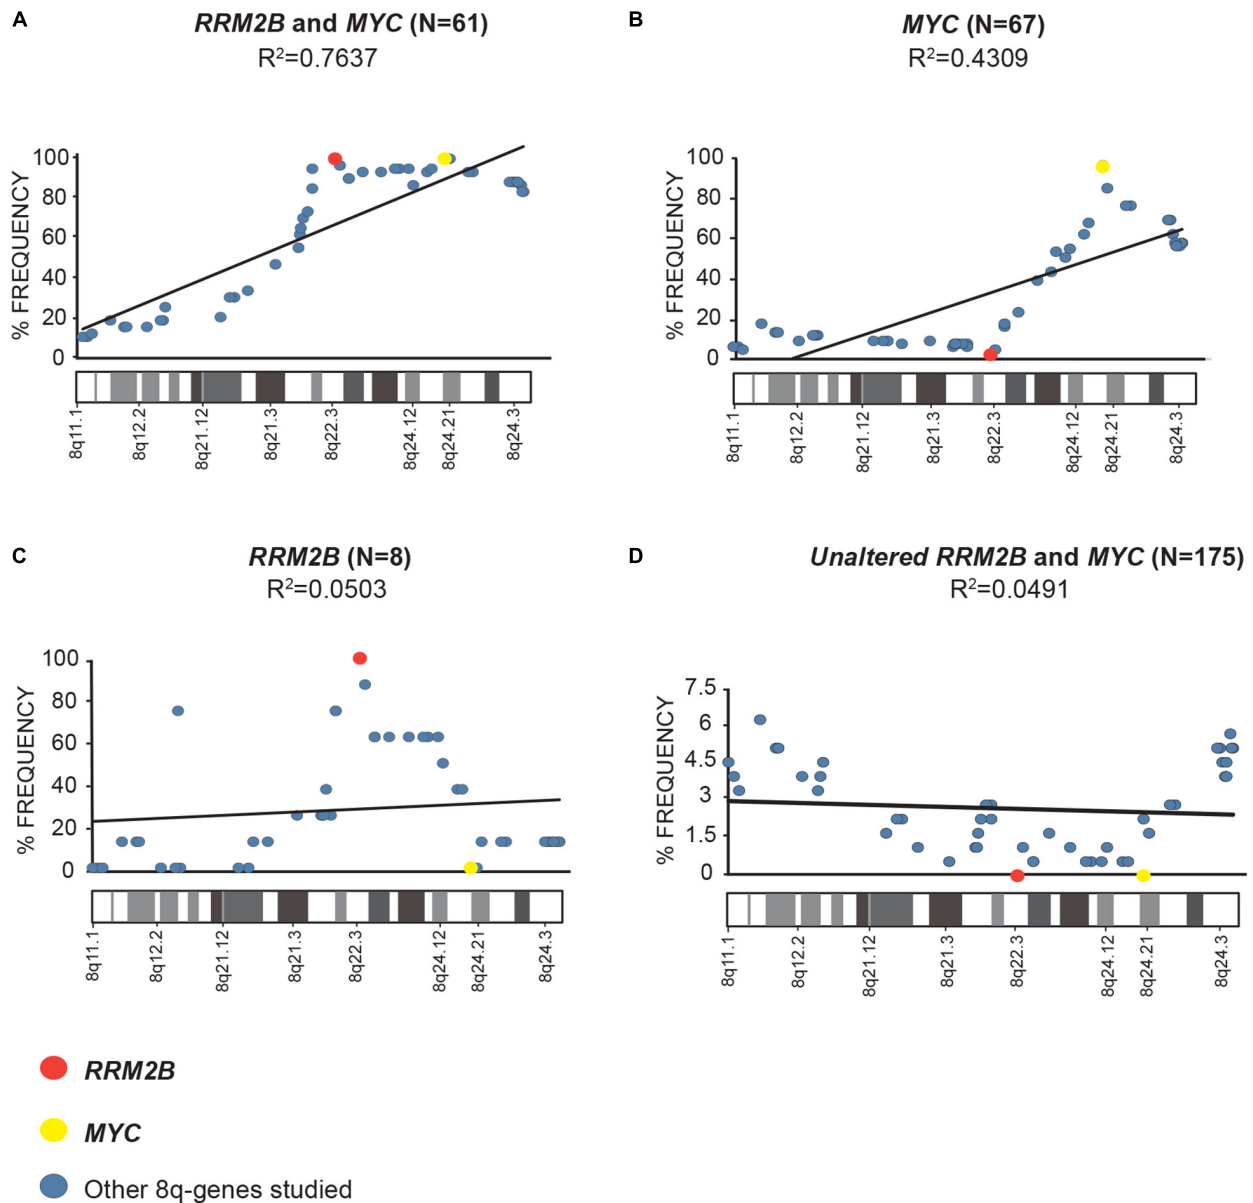 A
RRM2B and MYC (N=61)
R²=0.7637
% FREQUENCY
100
80
60
40
20
0
8q11.1
8q12.2
8q21.12
8q21.3
8q22.3
8q24.12
8q24.21
8q24.3
B
MYC (N=67)
R²=0.4309
% FREQUENCY
100
80
60
40
20
0
8q11.1
8q12.2
8q21.12
8q21.3
8q22.3
8q24.12
8q24.21
8q24.3
C
RRM2B (N=8)
R²=0.0503
% FREQUENCY
100
80
60
40
20
0
8q11.1
8q12.2
8q21.12
8q21.3
8q22.3
8q24.12
8q24.21
8q24.3
D
Unaltered RRM2B and MYC (N=175)
R²=0.0491
% FREQUENCY
7.5
6
4.5
3
1.5
0
8q11.1
8q12.2
8q21.12
8q21.3
8q22.3
8q24.12
8q24.21
8q24.3
RRM2B
MYC
Other 8q-genes studied